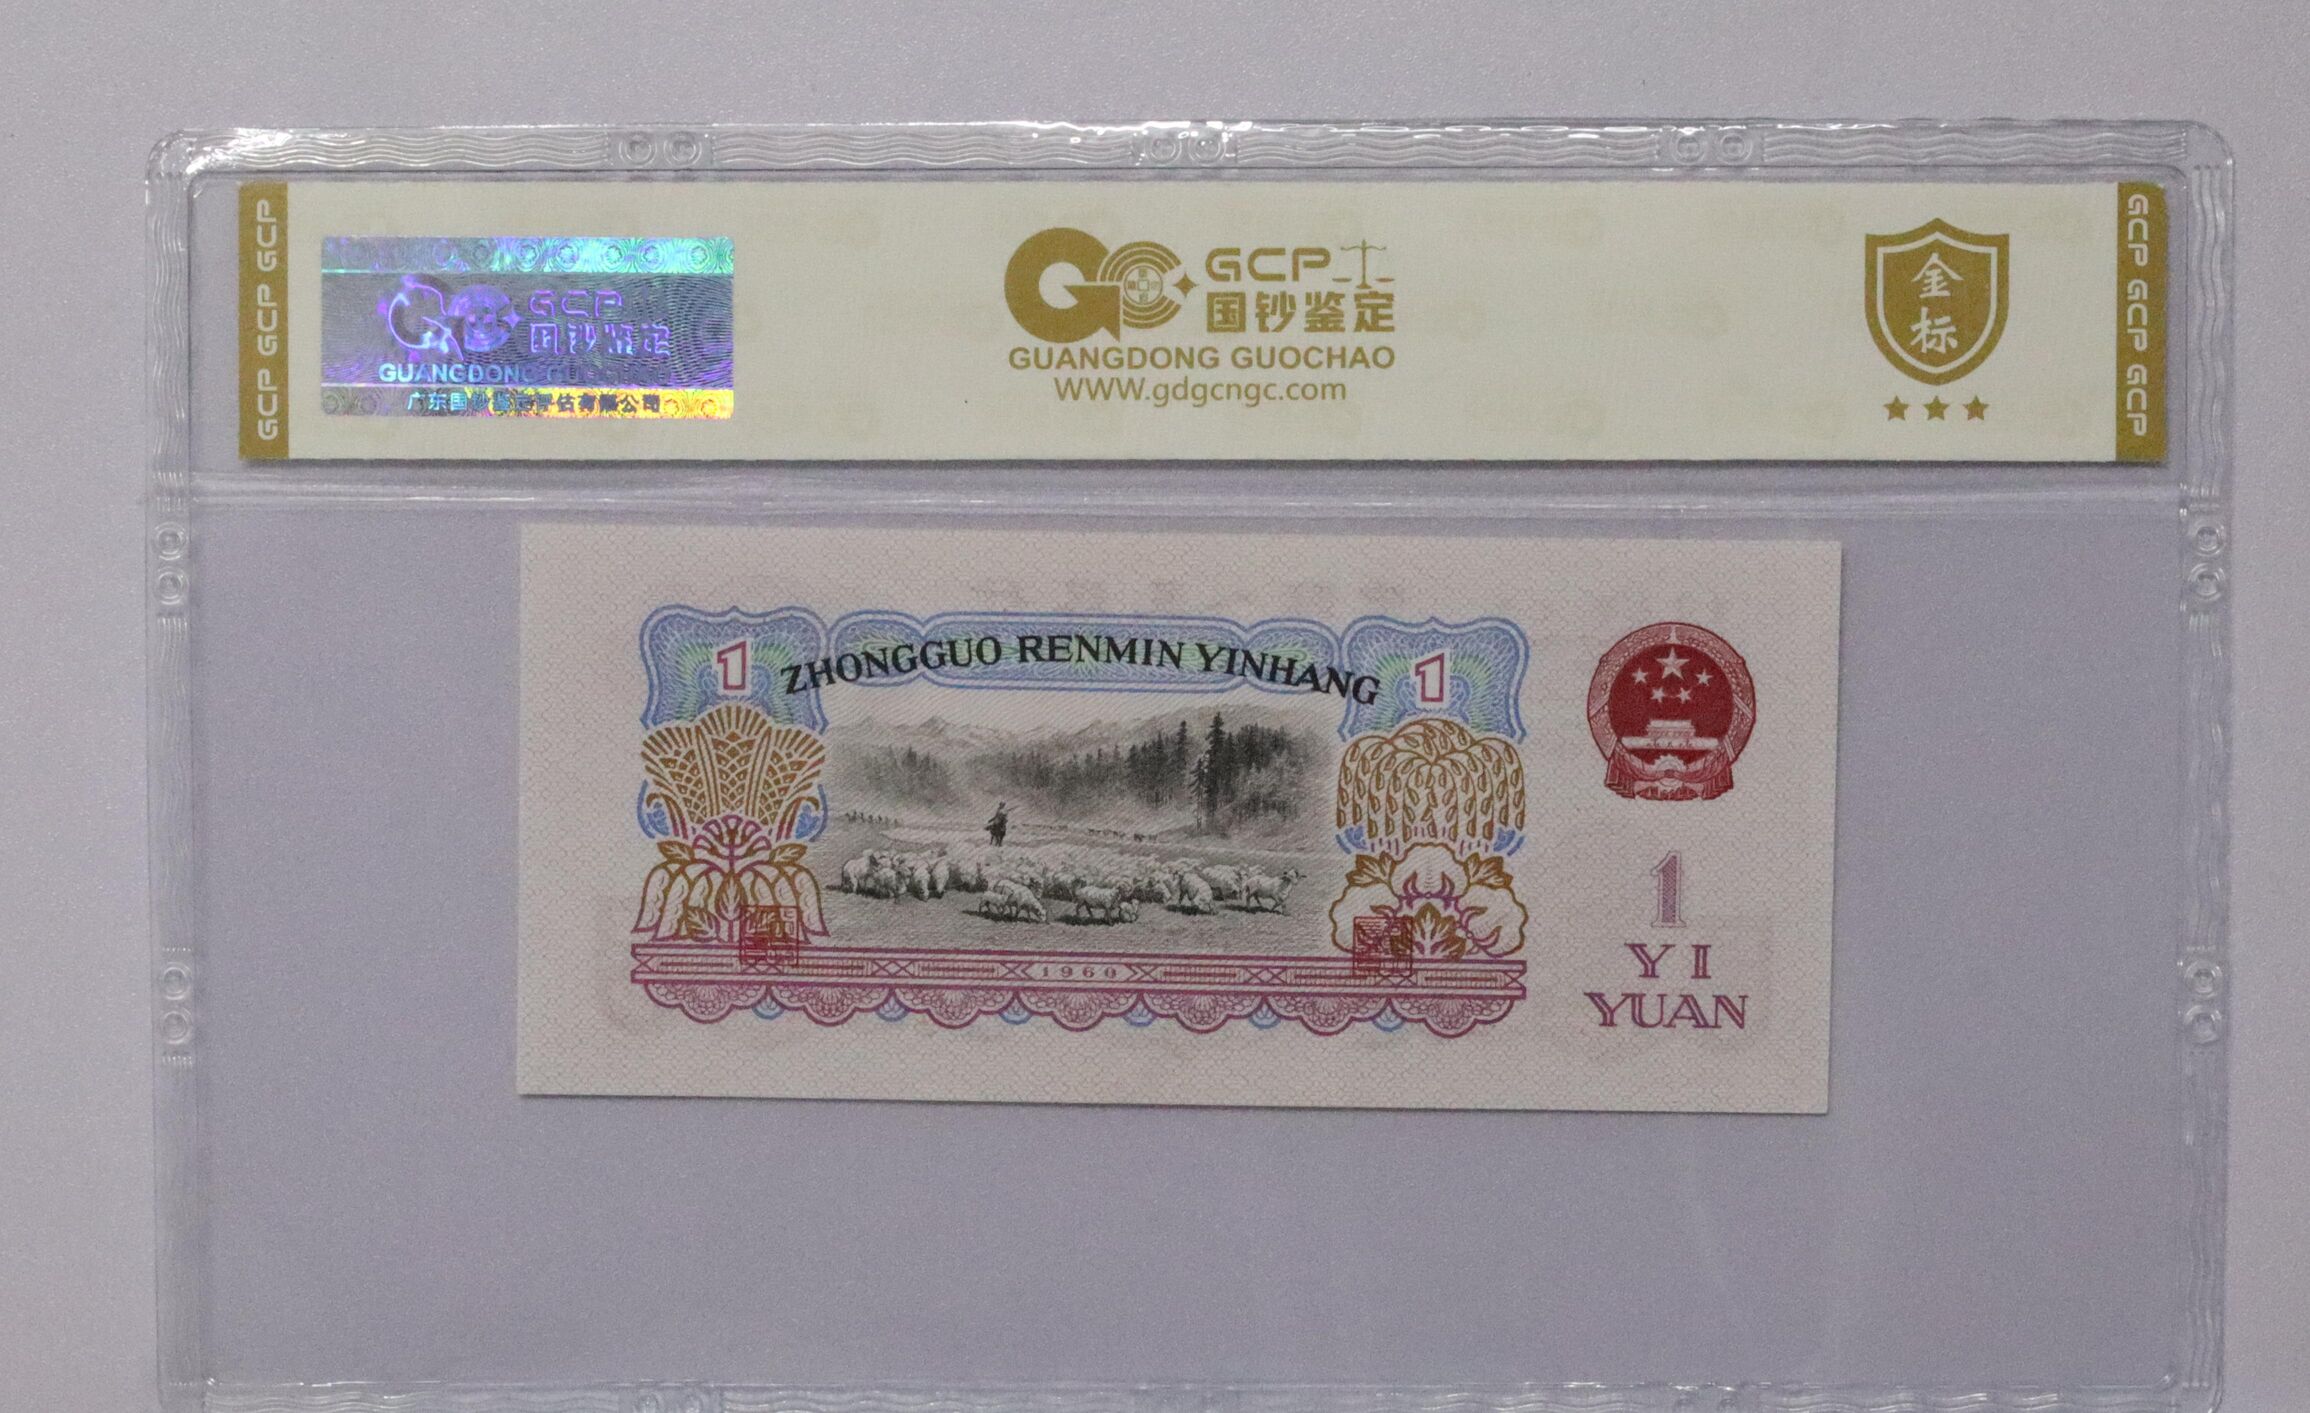 GCP GCP GCP
GCP
国钞鉴定
GUANGDONG GUOCHAO
广东国钞鉴定评估有限公司
GCP
国钞鉴定
GUANGDONG GUOCHAO
WWW.gdgcngc.com
金标
GCP GCP GCP
1
ZHONGGUO RENMIN YINHANG
1
1960
1
YI
YUAN